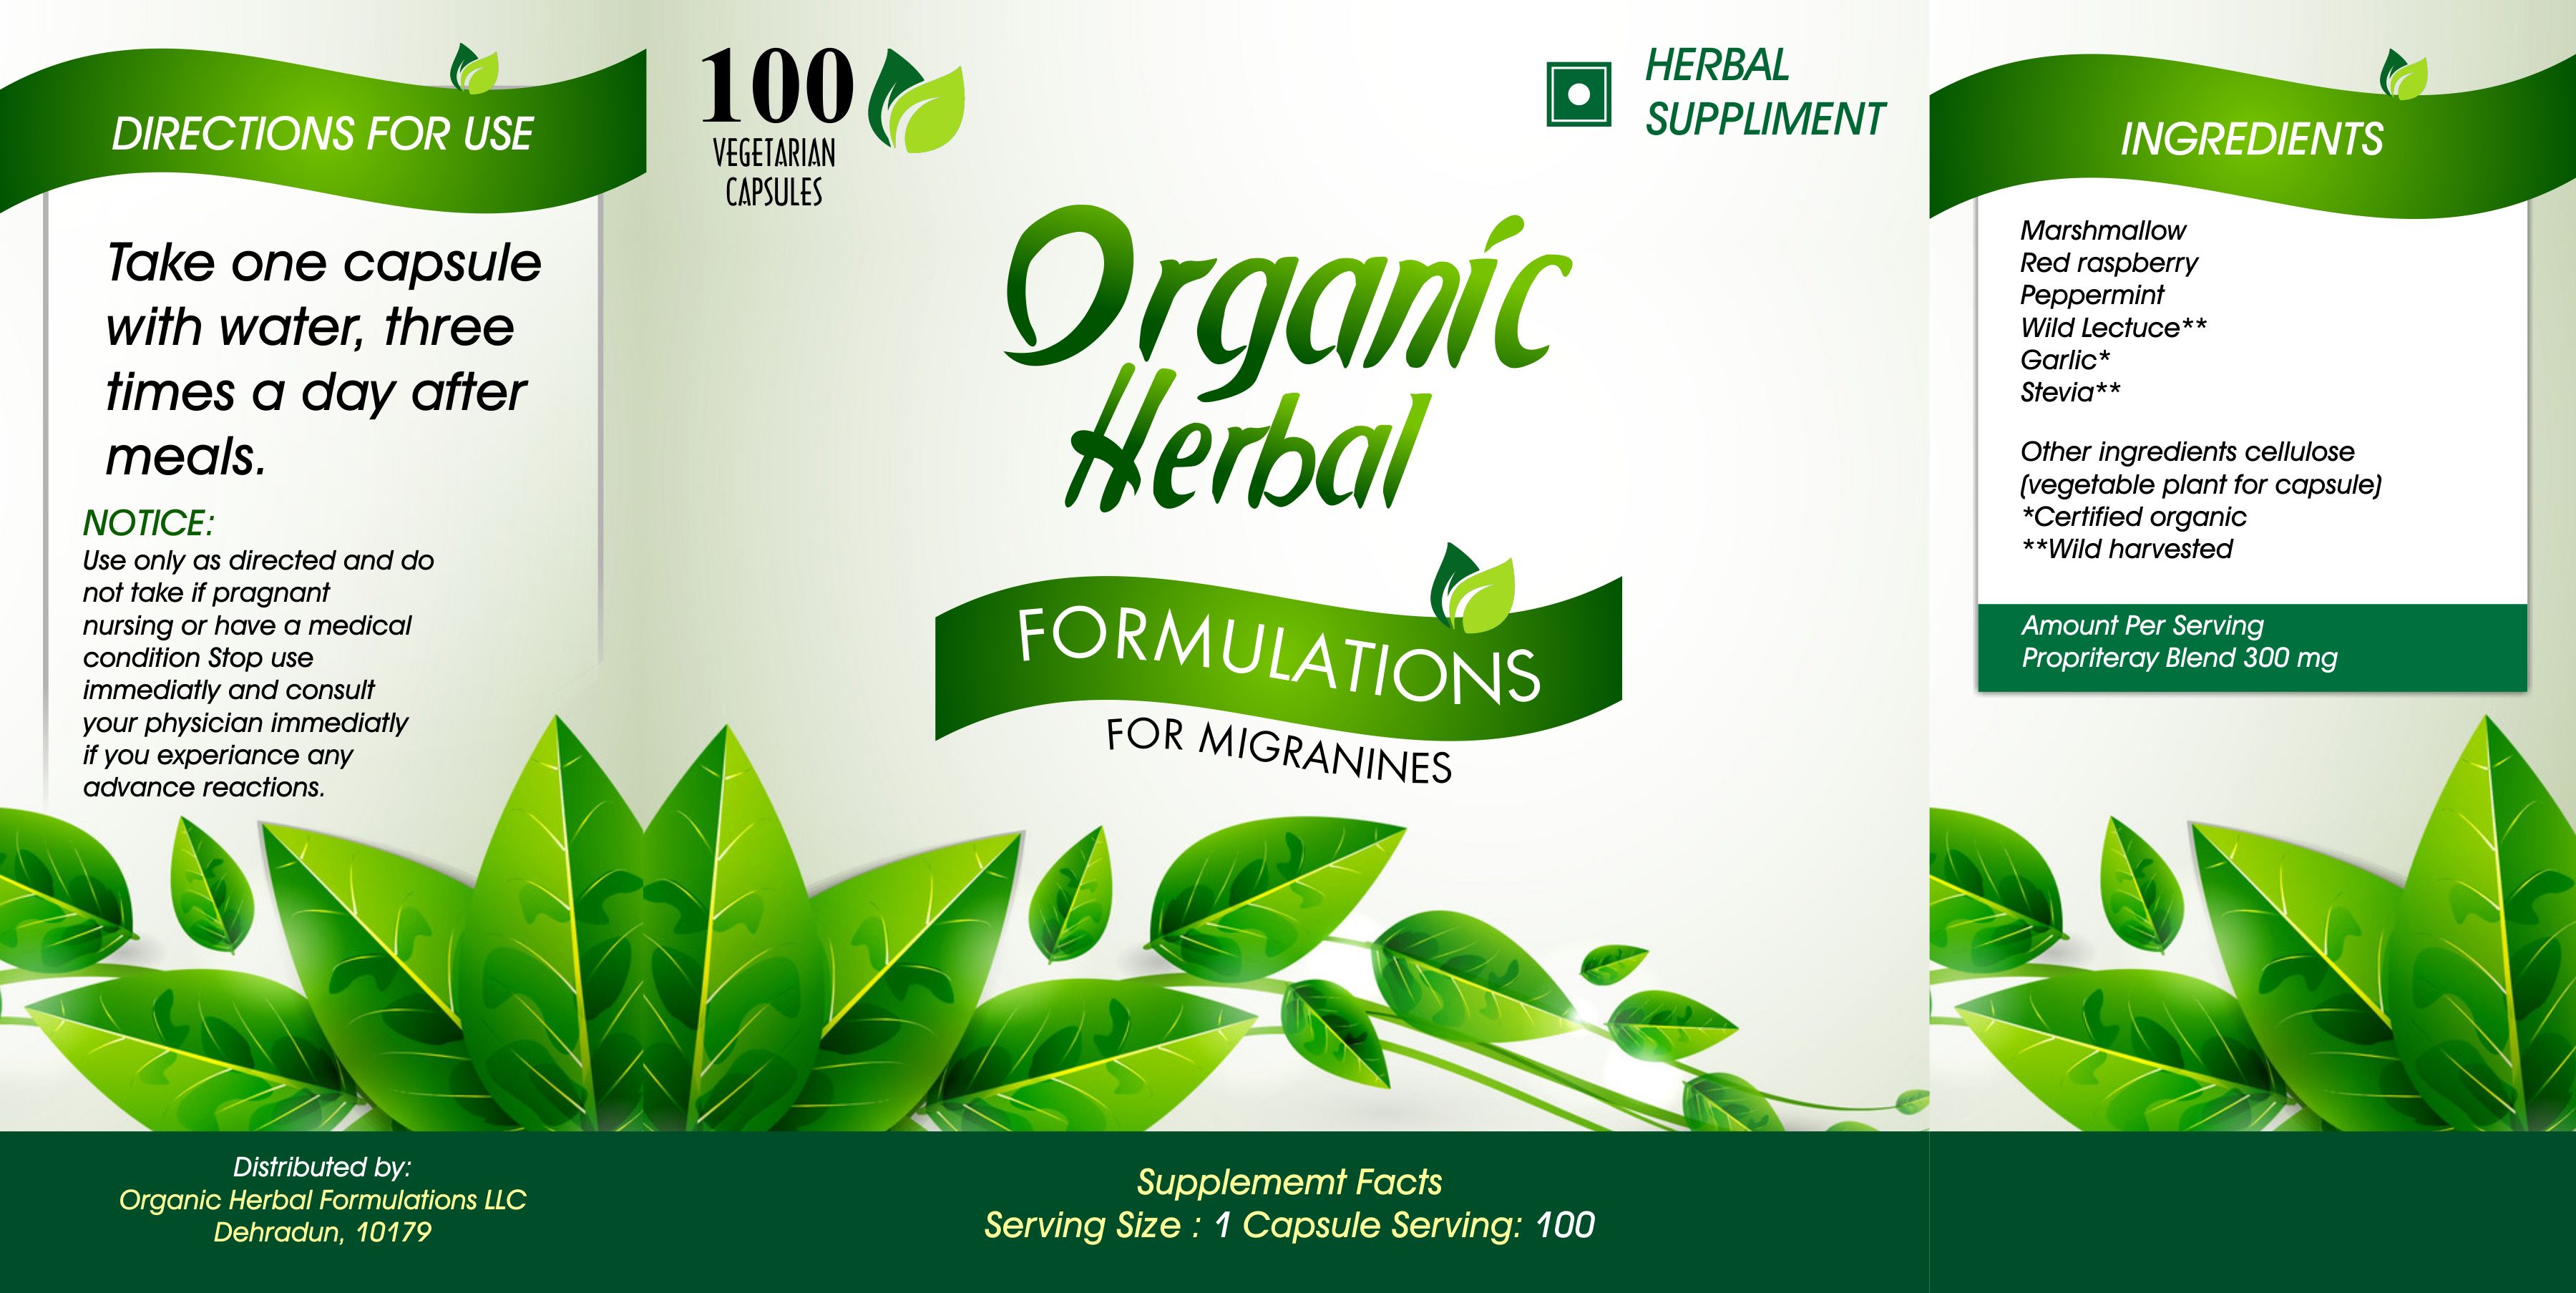 DIRECTIONS FOR USE
Take one capsule
with water, three
times a day after
meals.
NOTICE:
Use only as directed and do
not take if pragnant
nursing or have a medical
condition Stop use
immediatly and consult
your physician immediatly
if you experiance any
advance reactions.
Distributed by:
Organic Herbal Formulations LLC
Dehradun, 10179
100
VEGETARIAN
CAPSULES
HERBAL
SUPPLIMENT
Organic
Herbal
FORMULATIONS
FOR MIGRANINES
Supplememt Facts
Serving Size : 1 Capsule Serving: 100
INGREDIENTS
Marshmallow
Red raspberry
Peppermint
Wild Lectuce**
Garlic*
Stevia**
Other ingredients cellulose
(vegetable plant for capsule)
*Certified organic
**Wild harvested
Amount Per Serving
Propriteray Blend 300 mg